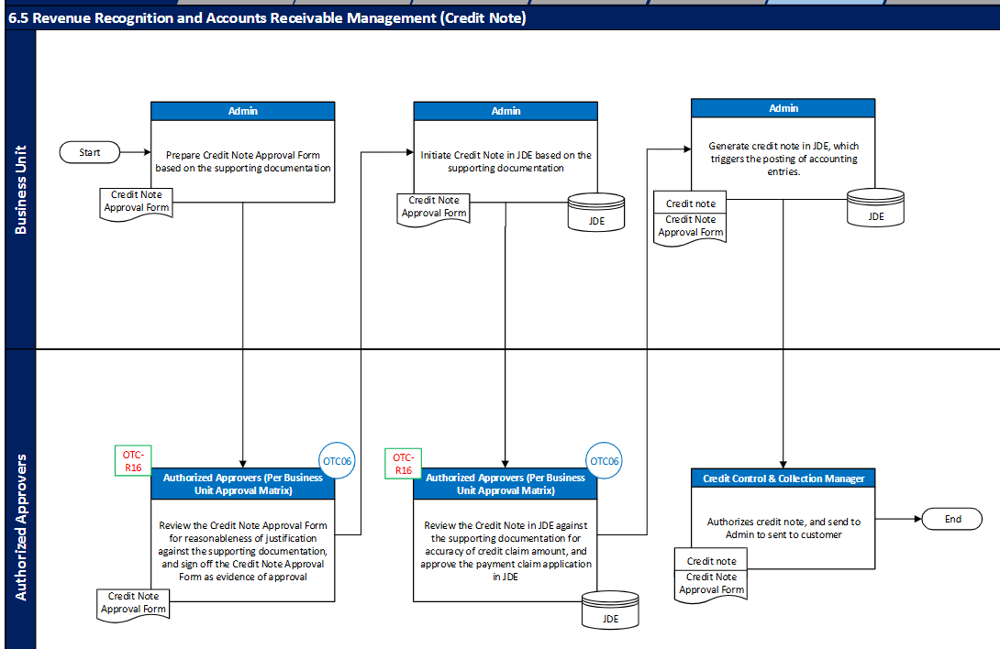 6.5 Revenue Recognition and Accounts Receivable Management (Credit Note)
Business Unit
Start
Admin
Prepare Credit Note Approval Form
based on the supporting documentation
Credit Note
Approval Form
Admin
Initiate Credit Note in JDE based on the
supporting documentation
Credit Note
Approval Form
JDE
Admin
Generate credit note in JDE, which
triggers the posting of accounting
entries.
Credit note
Credit Note
Approval Form
JDE
Authorized Approvers
OTC-
R16
OTC06
Authorized Approvers (Per Business
Unit Approval Matrix)
Review the Credit Note Approval Form
for reasonableness of justification
against the supporting documentation,
and sign off the Credit Note Approval
Form as evidence of approval
Credit Note
Approval Form
OTC-
R16
OTC06
Authorized Approvers (Per Business
Unit Approval Matrix)
Review the Credit Note in JDE against
the supporting documentation for
accuracy of credit claim amount, and
approve the payment claim application
in JDE
JDE
Credit Control & Collection Manager
Authorizes credit note, and send to
Admin to sent to customer
Credit note
Credit Note
Approval Form
End